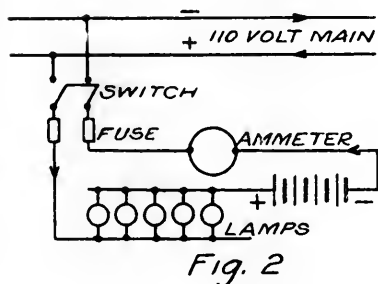 −
+ 110 VOLT MAIN
SWITCH
FUSE
AMMETER
+ −
LAMPS
Fig. 2